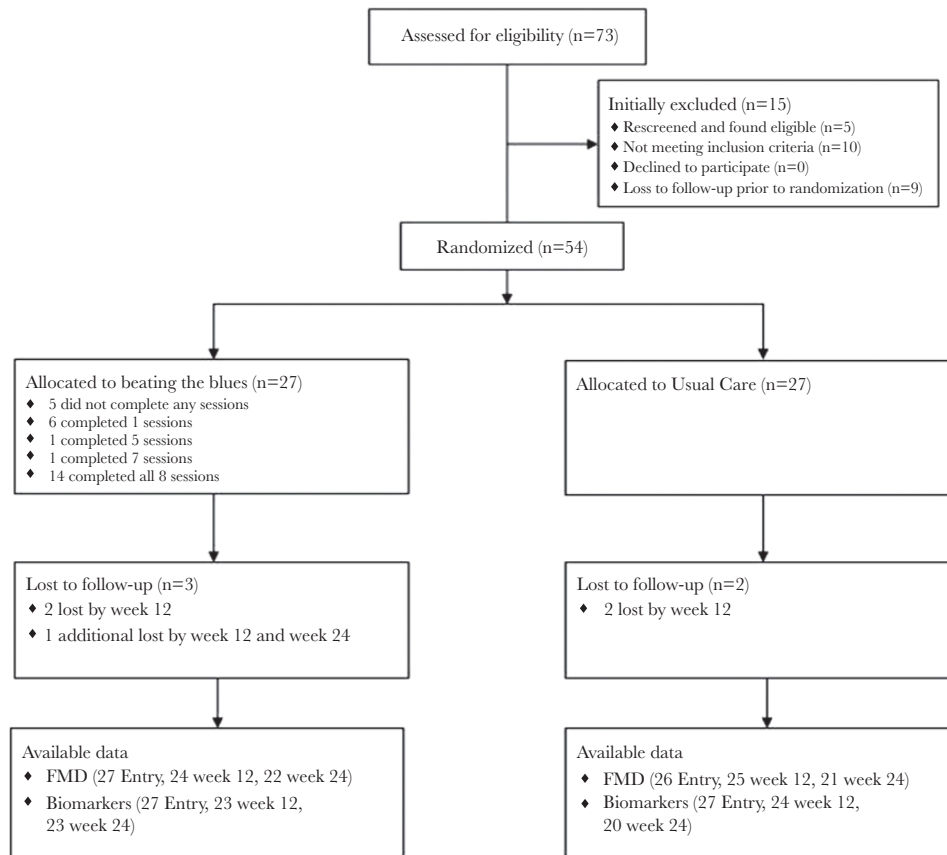 Assessed for eligibility (n=73)
Initially excluded (n=15)
♦ Rescreened and found eligible (n=5)
♦ Not meeting inclusion criteria (n=10)
♦ Declined to participate (n=0)
♦ Loss to follow-up prior to randomization (n=9)
Randomized (n=54)
Allocated to beating the blues (n=27)
♦ 5 did not complete any sessions
♦ 6 completed 1 sessions
♦ 1 completed 5 sessions
♦ 1 completed 7 sessions
♦ 14 completed all 8 sessions
Allocated to Usual Care (n=27)
Lost to follow-up (n=3)
♦ 2 lost by week 12
♦ 1 additional lost by week 12 and week 24
Lost to follow-up (n=2)
♦ 2 lost by week 12
Available data
♦ FMD (27 Entry, 24 week 12, 22 week 24)
♦ Biomarkers (27 Entry, 23 week 12,
23 week 24)
Available data
♦ FMD (26 Entry, 25 week 12, 21 week 24)
♦ Biomarkers (27 Entry, 24 week 12,
20 week 24)